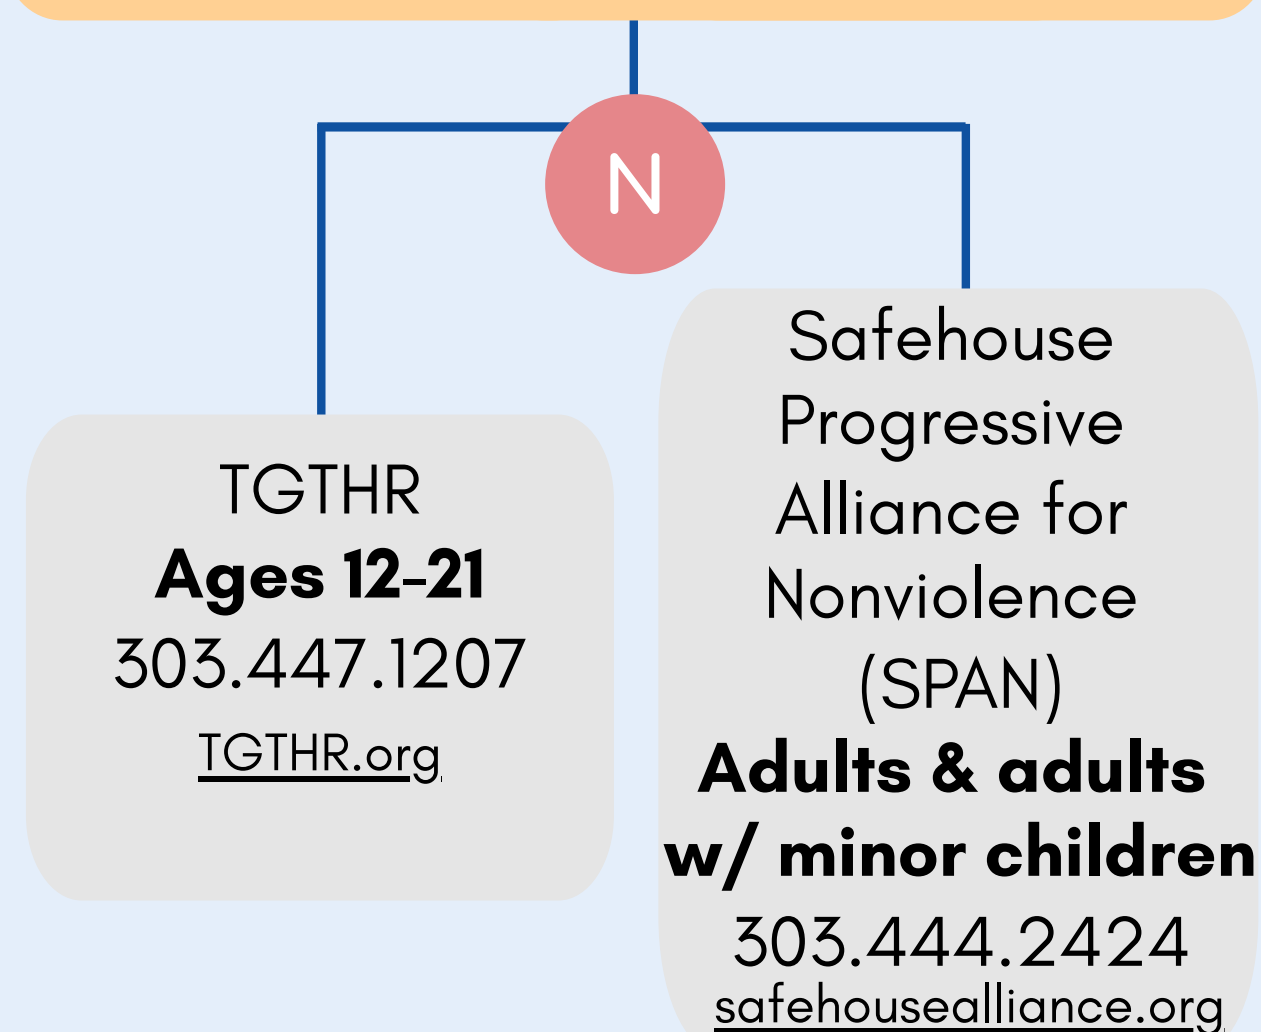 N
TGTHR
Ages 12-21
303.447.1207
TGTHR.org
Safehouse
Progressive
Alliance for
Nonviolence
(SPAN)
Adults & adults
w/ minor children
303.444.2424
safehousealliance.org